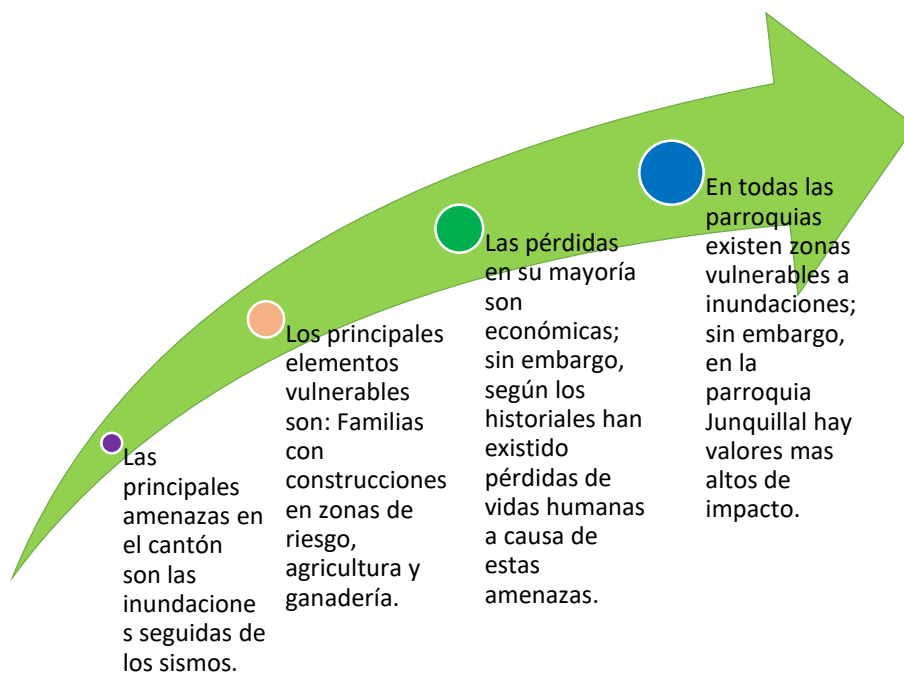 Las
principales
amenazas en
el cantón
son las
inundacione
s seguidas de
los sismos.
Los principales
elementos
vulnerables
son: Familias
con
construcciones
en zonas de
riesgo,
agricultura y
ganadería.
Las pérdidas
en su mayoría
son
económicas;
sin embargo,
según los
historiales han
existido
pérdidas de
vidas humanas
a causa de
estas
amenazas.
En todas las
parroquias
existen zonas
vulnerables a
inundaciones;
sin embargo,
en la
parroquia
Junquillal hay
valores mas
altos de
impacto.